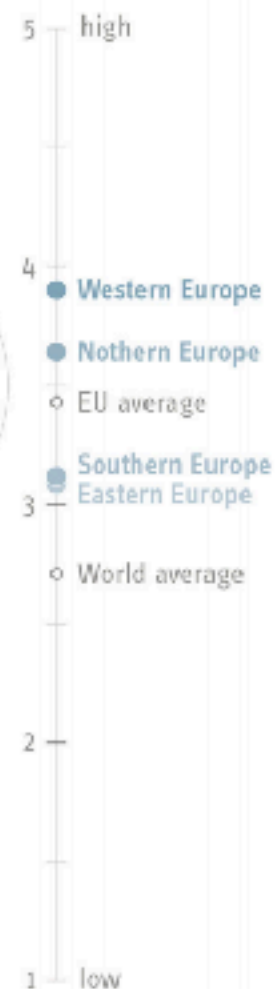 5 high
4
Western Europe
Nothern Europe
EU average
Southern Europe
Eastern Europe
3
World average
2
1 low